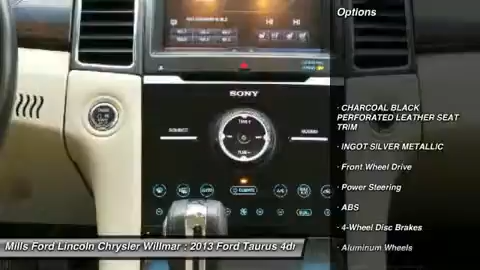 Options
SONY
· CHARCOAL BLACK
PERFORATED LEATHER SEAT
TRIM
· INGOT SILVER METALLIC
· Front Wheel Drive
· Power Steering
· ABS
· 4-Wheel Disc Brakes
· Aluminum Wheels
Mills Ford Lincoln Chrysler Willmar : 2013 Ford Taurus 4dr